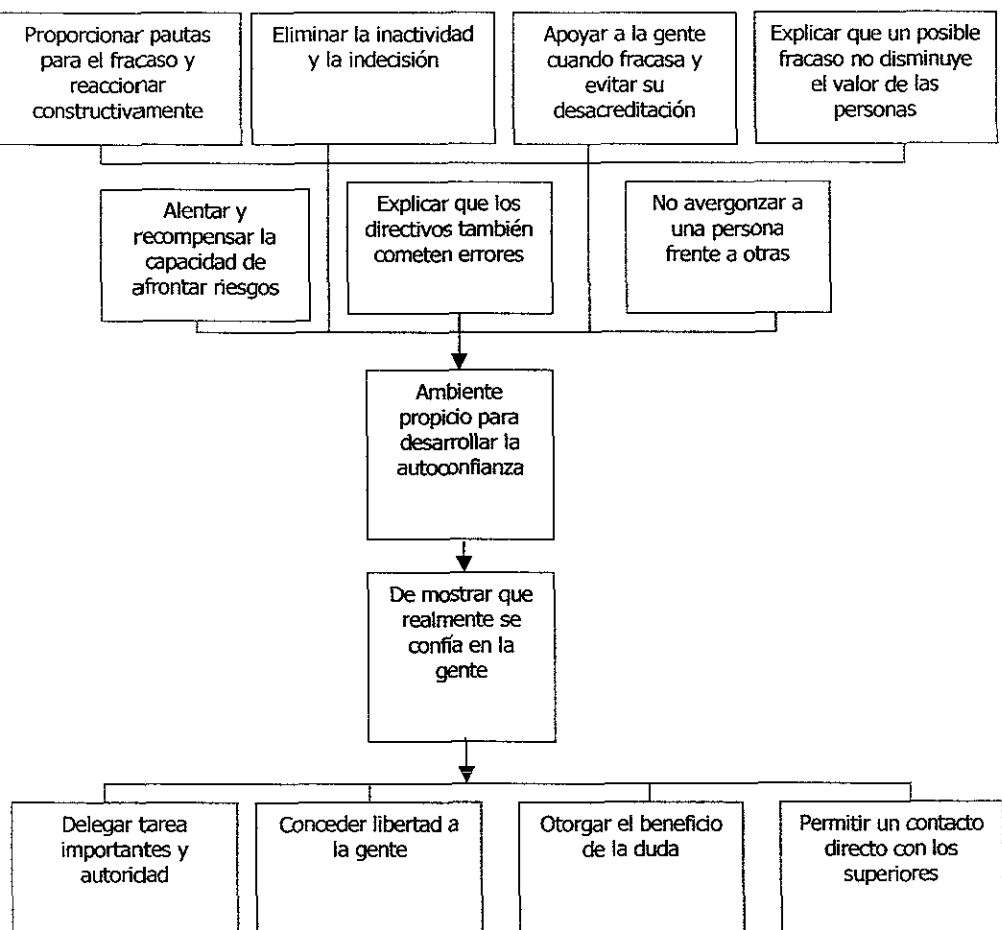 Proporcionar pautas
para el fracaso y
reaccionar
constructivamente
Eliminar la inactividad
y la indecisión
Apoyar a la gente
cuando fracasa y
evitar su
desacreditación
Explicar que un posible
fracaso no disminuye
el valor de las
personas
Alentar y
recompensar la
capacidad de
afrontar riesgos
Explicar que los
directivos también
cometen errores
No avergonzar a
una persona
frente a otras
Ambiente
propicio para
desarrollar la
autoconfianza
De mostrar que
realmente se
confía en la
gente
Delegar tarea
importantes y
autoridad
Conceder libertad a
la gente
Otorgar el beneficio
de la duda
Permitir un contacto
directo con los
superiores